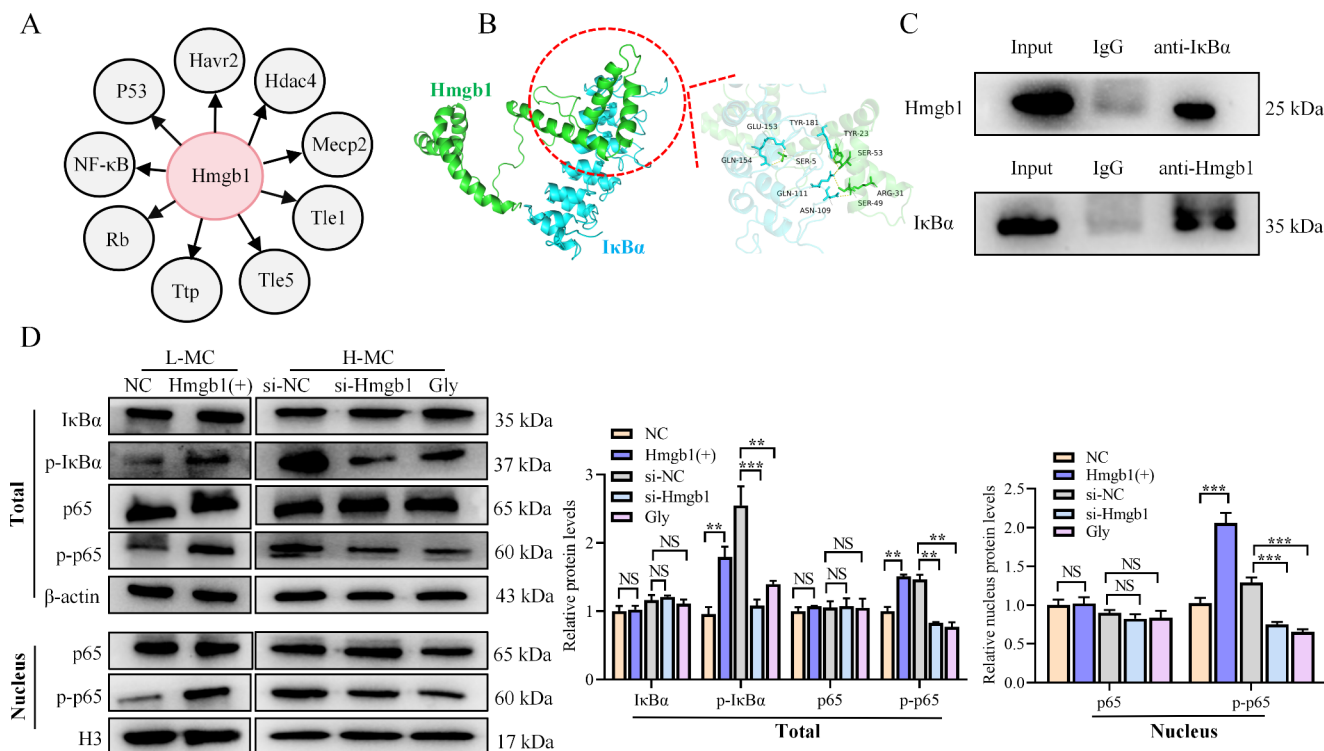 A
Havr2
Hdac4
P53
Mecp2
NF-κB
Hmgb1
Tle1
Rb
Tle5
Ttp
B
Hmgb1
IκBα
GLU-153
TYR-181
TYR-23
GLN-154
SER-5
SER-53
GLN-111
ARG-31
ASN-109
SER-49
C
Input IgG anti-IκBα
Hmgb1 25 kDa
Input IgG anti-Hmgb1
IκBα 35 kDa
D
L-MC H-MC
NC Hmgb1(+) si-NC si-Hmgb1 Gly
Total
IκBα 35 kDa
p-IκBα 37 kDa
p65 65 kDa
p-p65 60 kDa
β-actin 43 kDa
Nucleus
p65 65 kDa
p-p65 60 kDa
H3 17 kDa
NC
Hmgb1(+)
si-NC
si-Hmgb1
Gly
Relative protein levels
3
2
1
0
NS NS NS
** *** **
NS NS NS
** ** **
IκBα p-IκBα p65 p-p65
Total
NC
Hmgb1(+)
si-NC
si-Hmgb1
Gly
Relative nucleus protein levels
2.5
2.0
1.5
1.0
0.5
0.0
NS NS NS
*** *** ***
p65 p-p65
Nucleus